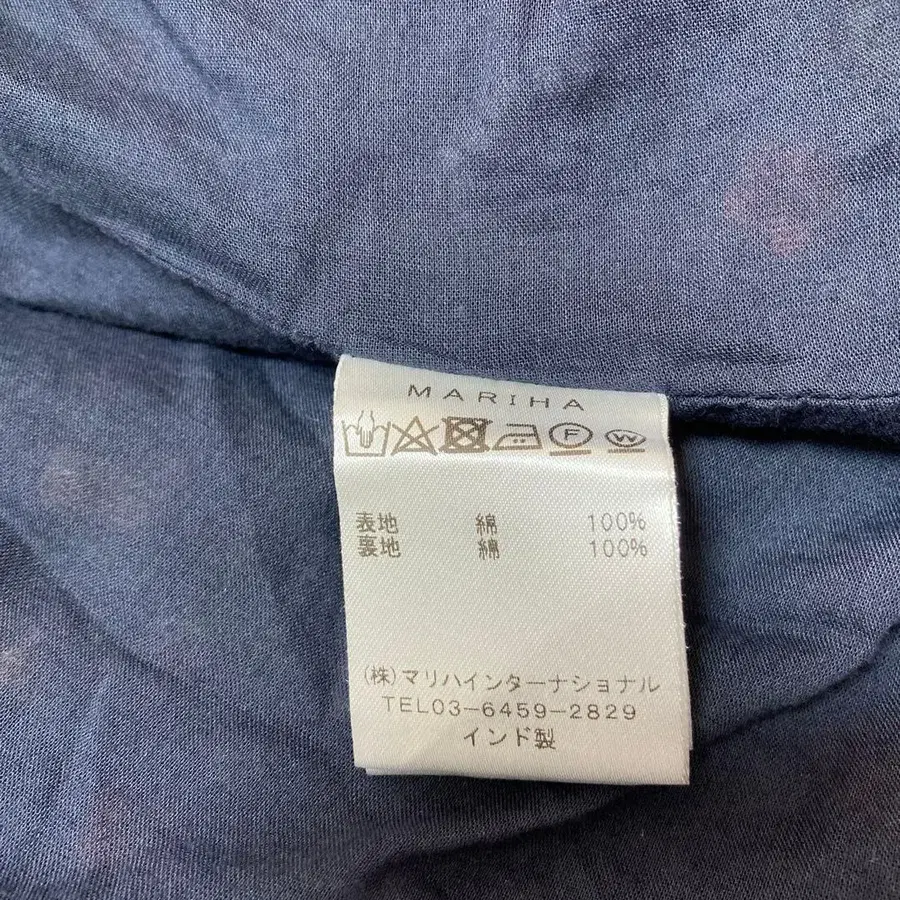 MARIHA
F W
表地 綿 100%
裏地 綿 100%
(株)マリハインターナショナル
TEL03-6459-2829
インド製